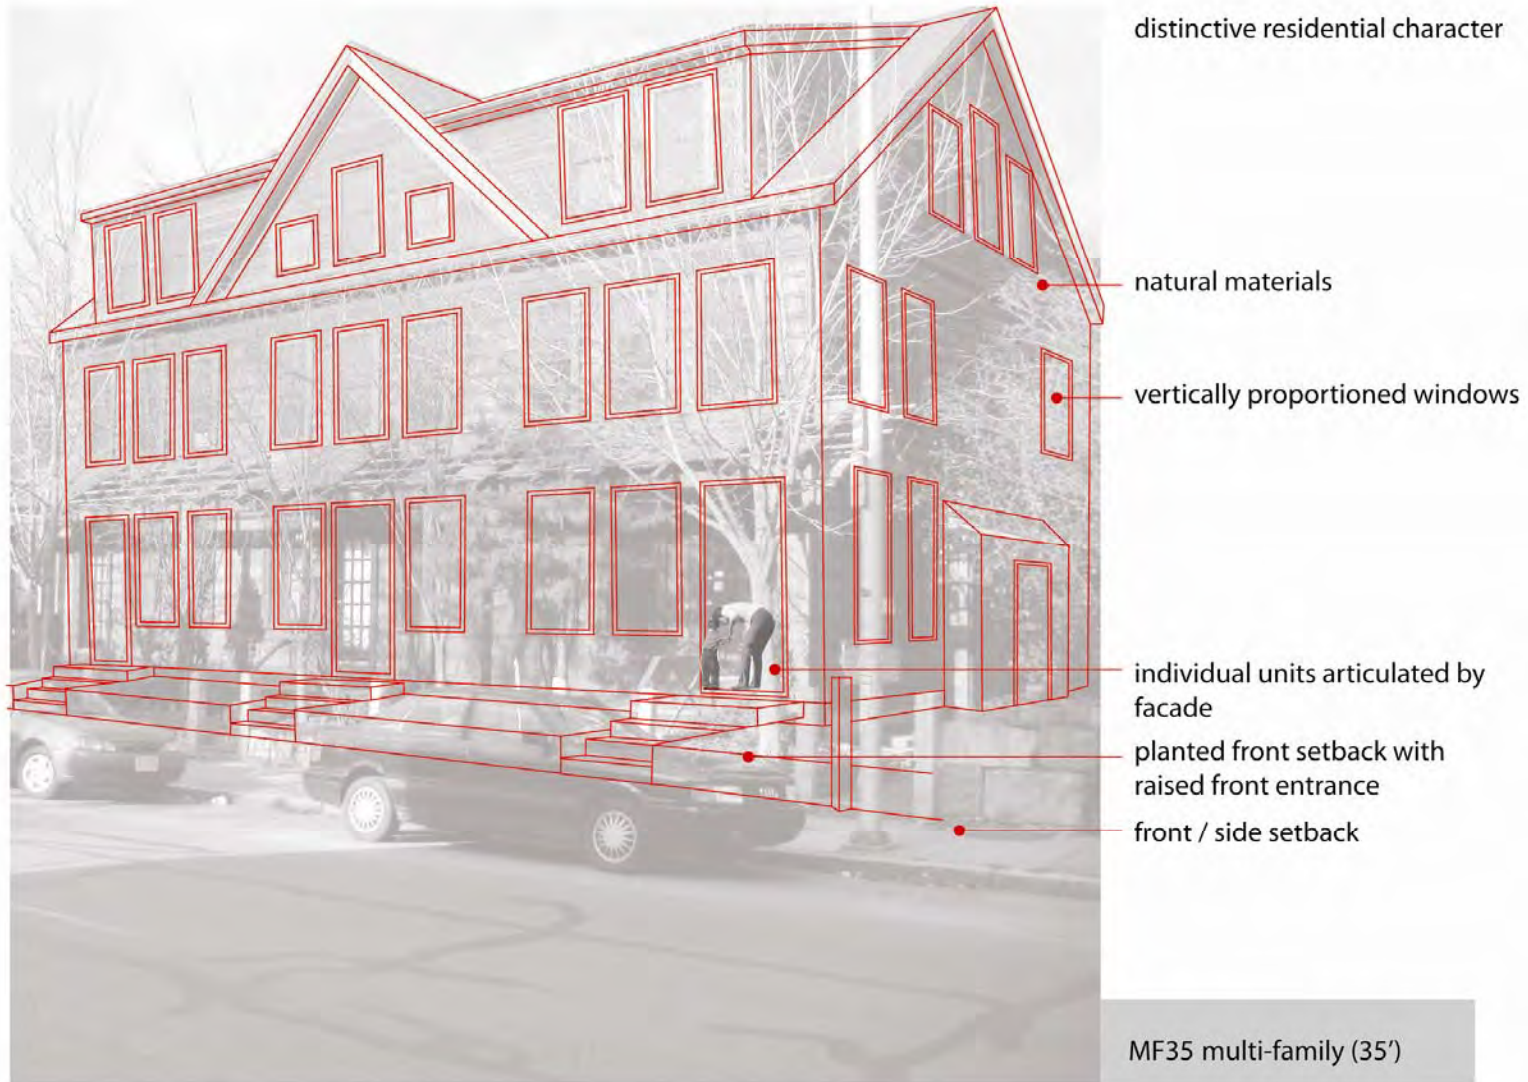 distinctive residential character
natural materials
vertically proportioned windows
individual units articulated by
facade
planted front setback with
raised front entrance
front / side setback
MF35 multi-family (35')